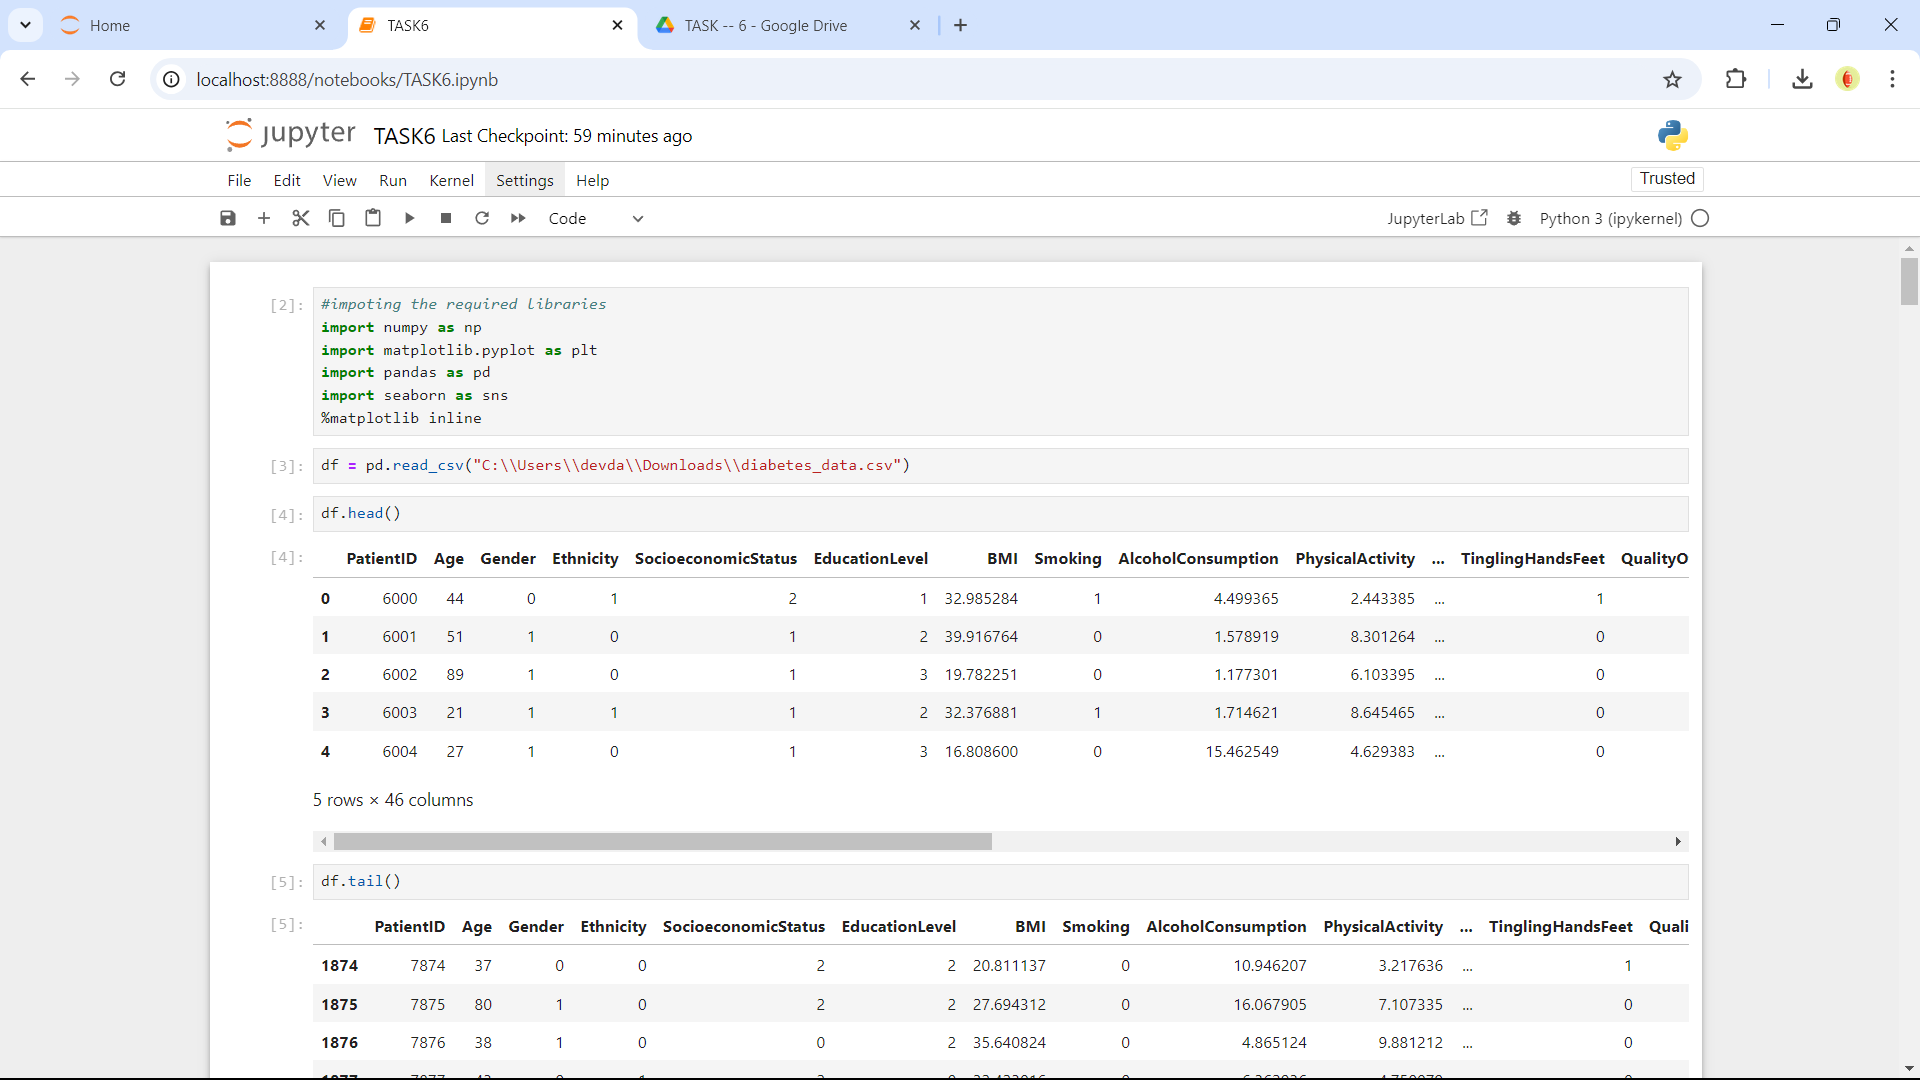 Home
TASK6
TASK -- 6 - Google Drive
localhost:8888/notebooks/TASK6.ipynb
jupyter TASK6 Last Checkpoint: 59 minutes ago
File Edit View Run Kernel Settings Help Trusted
Code JupyterLab Python 3 (ipykernel)
[2]: #impoting the required libraries
import numpy as np
import matplotlib.pyplot as plt
import pandas as pd
import seaborn as sns
%matplotlib inline
[3]: df = pd.read_csv("C:\\Users\\devda\\Downloads\\diabetes_data.csv")
[4]: df.head()
[4]: PatientID Age Gender Ethnicity SocioeconomicStatus EducationLevel BMI Smoking AlcoholConsumption PhysicalActivity ... TinglingHandsFeet QualityO
0 6000 44 0 1 2 1 32.985284 1 4.499365 2.443385 ... 1
1 6001 51 1 0 1 2 39.916764 0 1.578919 8.301264 ... 0
2 6002 89 1 0 1 3 19.782251 0 1.177301 6.103395 ... 0
3 6003 21 1 1 1 2 32.376881 1 1.714621 8.645465 ... 0
4 6004 27 1 0 1 3 16.808600 0 15.462549 4.629383 ... 0
5 rows × 46 columns
[5]: df.tail()
[5]: PatientID Age Gender Ethnicity SocioeconomicStatus EducationLevel BMI Smoking AlcoholConsumption PhysicalActivity ... TinglingHandsFeet Quali
1874 7874 37 0 0 2 2 20.811137 0 10.946207 3.217636 ... 1
1875 7875 80 1 0 2 2 27.694312 0 16.067905 7.107335 ... 0
1876 7876 38 1 0 0 2 35.640824 0 4.865124 9.881212 ... 0